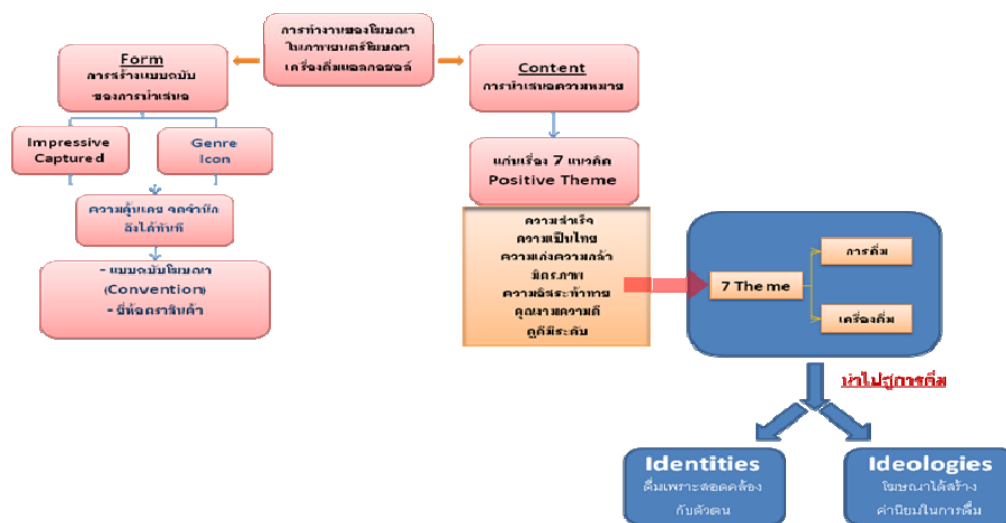 การทำงานของโฆษณา
ในภาพยนตร์โฆษณา
เครื่องดื่มแอลกอฮอล์
Form
การสร้างแบบฉบับ
ของการนำเสนอ
Content
การนำเสนอความหมาย
Impressive
Captured
Genre
Icon
ความคุ้นเคย จดจำ
ถึงได้ทันที
- แบบฉบับโฆษณา
(Convention)
- ยี่ห้อตราสินค้า
แก่นเรื่อง 7 แนวคิด
Positive Theme
ความสำเร็จ
ความเป็นไทย
ความเก่งความกล้า
มิตรภาพ
ความอิสระท้าทาย
คุณงามความดี
ดูดีมีระดับ
7 Theme
การดื่ม
เครื่องดื่ม
นำไปสู่การดื่ม
Identities
ดื่มเพราะสอดคล้อง
กับตัวตน
Ideologies
โฆษณาได้สร้าง
ค่านิยมในการดื่ม